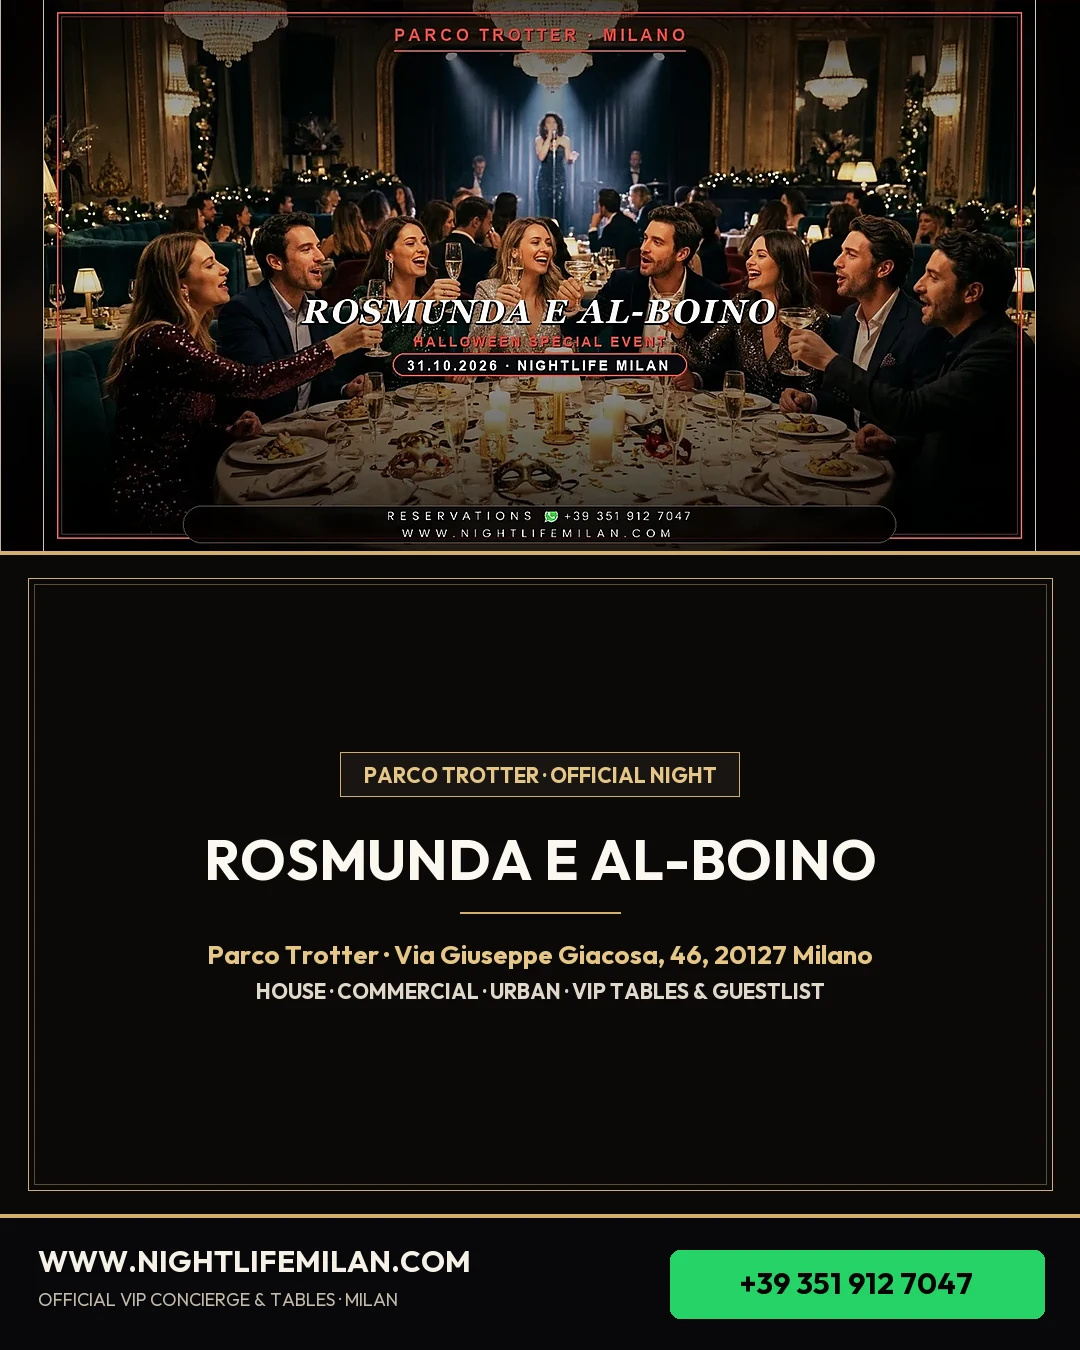 PARCO TROTTER · MILANO
ROSMUNDA E AL-BOINO
HALLOWEEN SPECIAL EVENT
31.10.2026 · NIGHTLIFE MILAN
RESERVATIONS +39 351 912 7047
WWW.NIGHTLIFEMILAN.COM
PARCO TROTTER · OFFICIAL NIGHT
ROSMUNDA E AL-BOINO
Parco Trotter · Via Giuseppe Giacosa, 46, 20127 Milano
HOUSE · COMMERCIAL · URBAN · VIP TABLES & GUESTLIST
WWW.NIGHTLIFEMILAN.COM
OFFICIAL VIP CONCIERGE & TABLES · MILAN
+39 351 912 7047